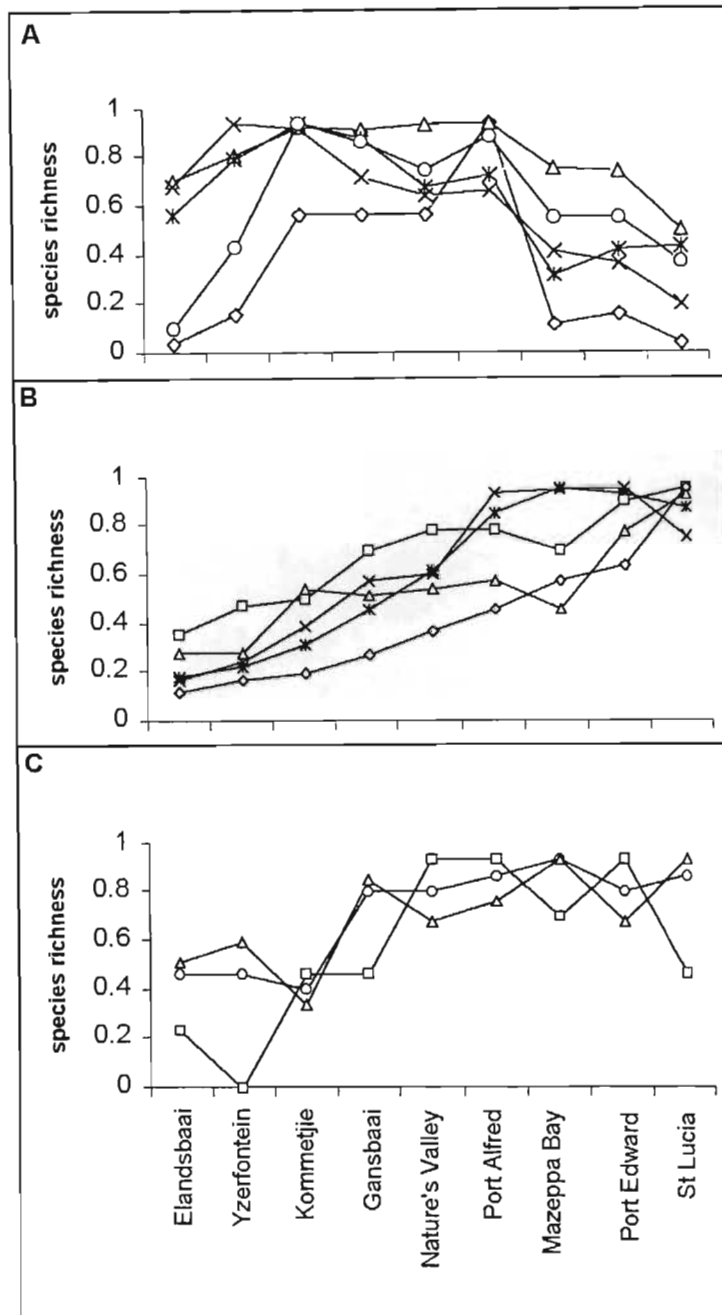 A
species richness
1
0.8
0.6
0.4
0.2
0
B
species richness
1
0.8
0.6
0.4
0.2
0
C
species richness
1
0.8
0.6
0.4
0.2
0
Elandsbaai
Yzerfontein
Kommetjie
Gansbaai
Nature's Valley
Port Alfred
Mazeppa Bay
Port Edward
St Lucia